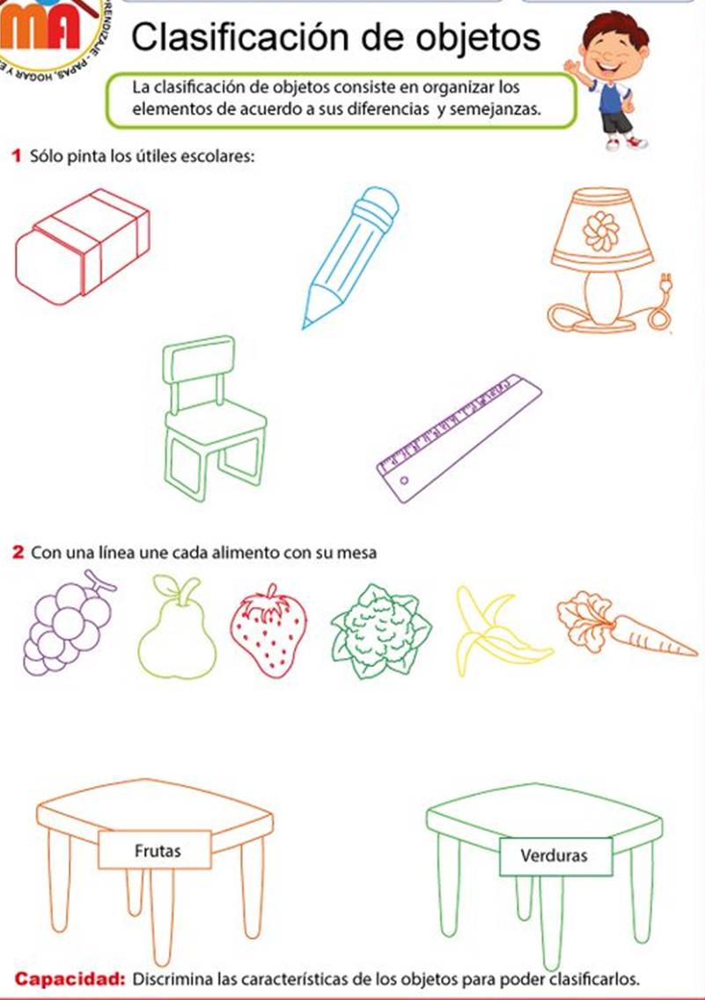 MA
RENDIZAJE - PAPAS, HOGAR Y E
Clasificación de objetos
La clasificación de objetos consiste en organizar los
elementos de acuerdo a sus diferencias y semejanzas.
1 Sólo pinta los útiles escolares:
2 Con una línea une cada alimento con su mesa
Frutas
Verduras
Capacidad: Discrimina las características de los objetos para poder clasificarlos.